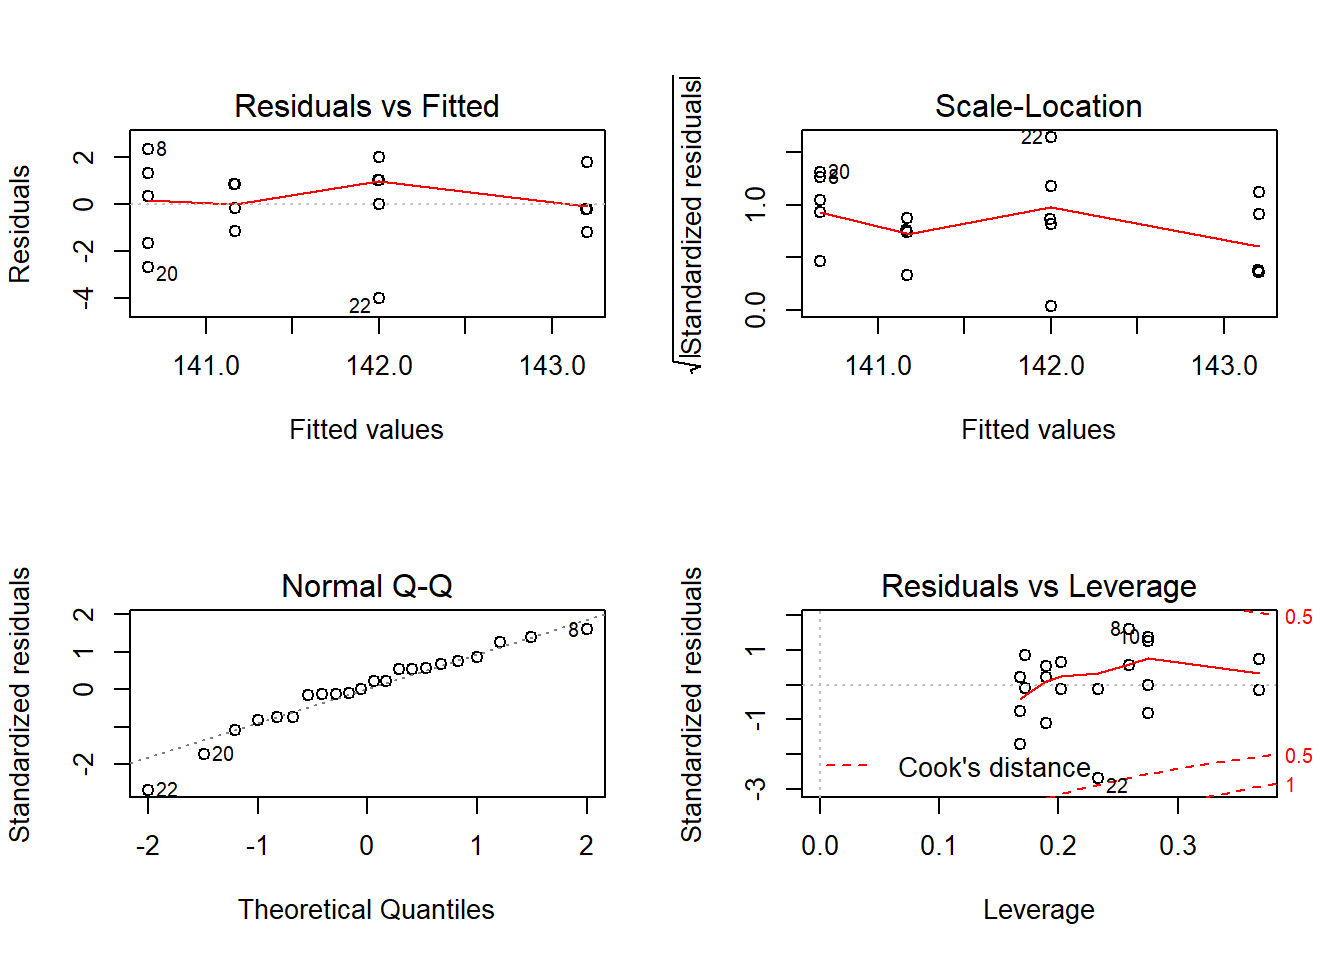 Residuals vs Fitted
Residuals
2
0
-2
-4
8
20
22
141.0 142.0 143.0
Fitted values
Scale-Location
√|Standardized residuals|
1.0
0.0
22
20
8
141.0 142.0 143.0
Fitted values
Normal Q-Q
Standardized residuals
2
0
-2
8
20
22
-2 -1 0 1 2
Theoretical Quantiles
Residuals vs Leverage
Standardized residuals
1
-1
-3
8
10
0.5
0.5
1
Cook's distance
22
0.0 0.1 0.2 0.3
Leverage